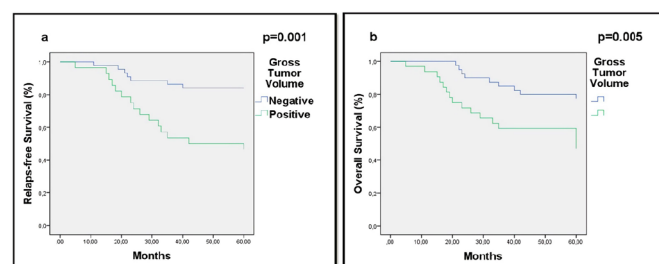 a
p=0.001
Gross
Tumor
Volume
Negative
Positive
Relaps-free Survival (%)
1,0
0,8
0,6
0,4
0,2
0,0
,00 10,00 20,00 30,00 40,00 50,00 60,00
Months
b
p=0.005
Gross
Tumor
Volume
Overall Survival (%)
1,0
0,8
0,6
0,4
0,2
0,0
,00 10,00 20,00 30,00 40,00 50,00 60,00
Months